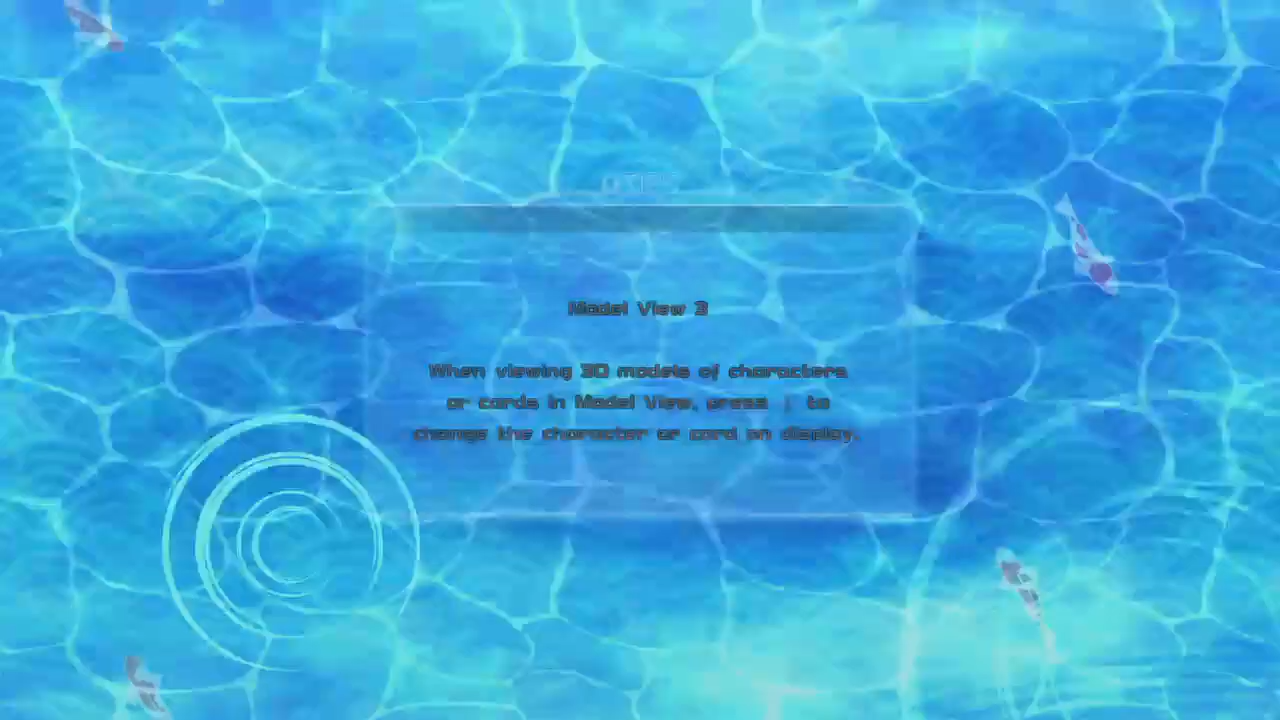 Model View 3
When viewing 3D models of characters
or cards in Model View, press to
change the character or card on display.